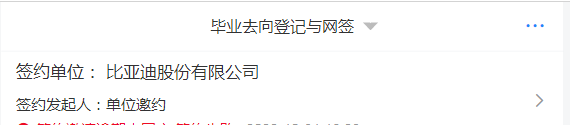 毕业去向登记与网签
签约单位： 比亚迪股份有限公司
签约发起人：单位邀约